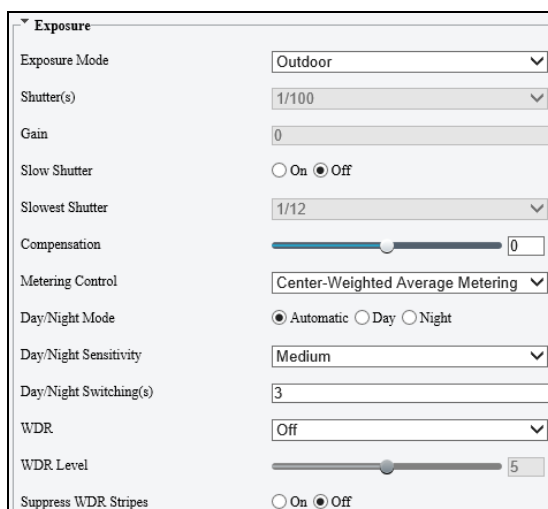 Exposure
Exposure Mode Outdoor
Shutter(s) 1/100
Gain 0
Slow Shutter On Off
Slowest Shutter 1/12
Compensation 0
Metering Control Center-Weighted Average Metering
Day/Night Mode Automatic Day Night
Day/Night Sensitivity Medium
Day/Night Switching(s) 3
WDR Off
WDR Level 5
Suppress WDR Stripes On Off